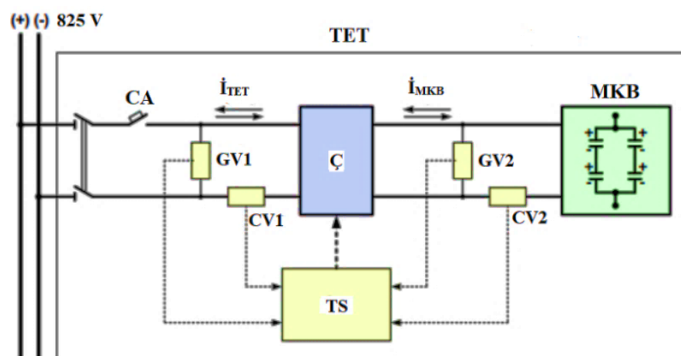 (+) (-) 825 V
TET
CA
İTET
İMKB
MKB
GV1
Ç
GV2
CV1
CV2
TS
+ +
- -
+ +
- -